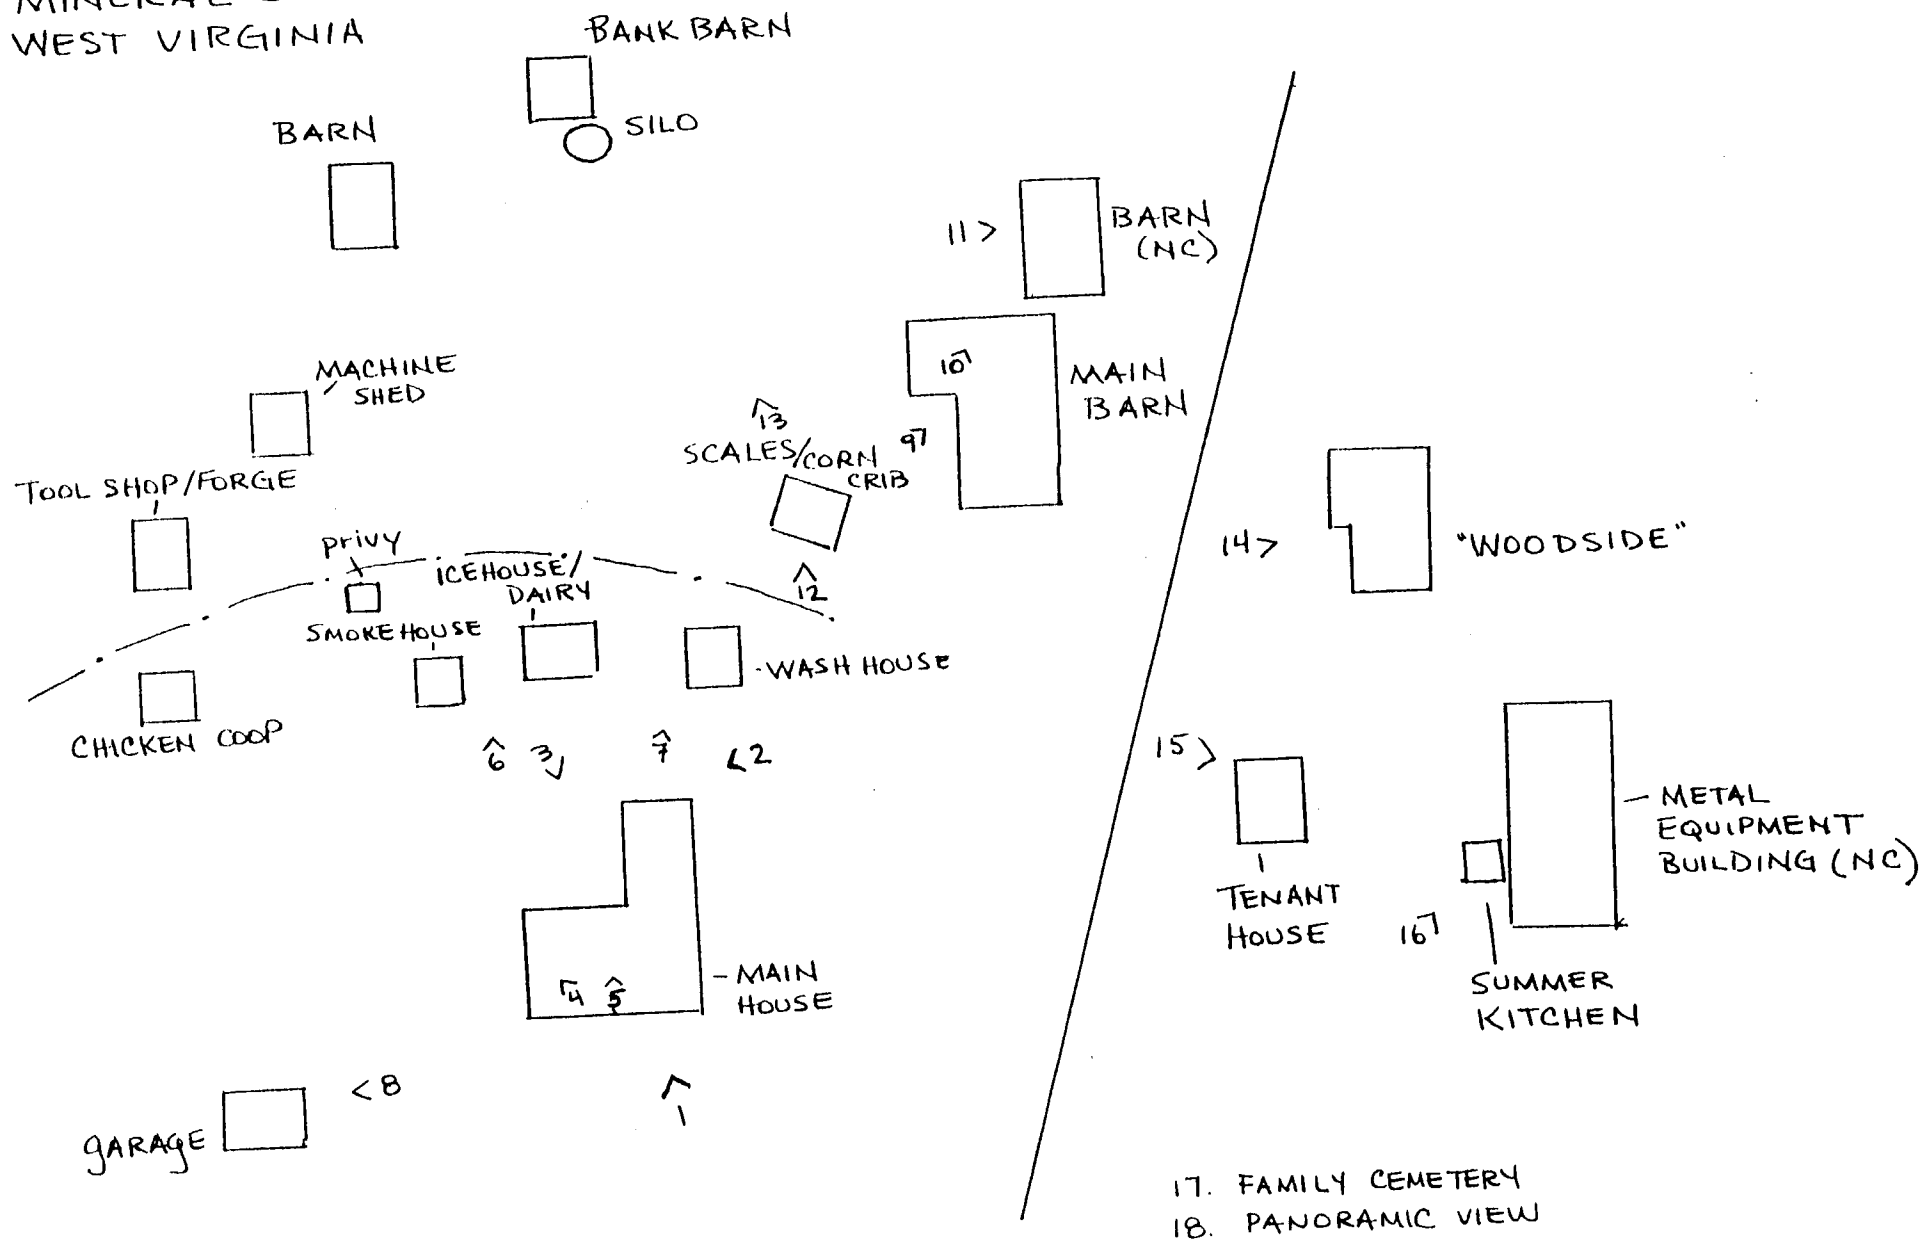 WEST VIRGINIA
BANK BARN
SILO
BARN
11
BARN
(NC)
10
MAIN
BARN
MACHINE
SHED
13
9
SCALES/CORN
CRIB
TOOL SHOP/FORGE
privy
ICEHOUSE/
DAIRY
12
14
"WOODSIDE"
SMOKEHOUSE
WASH HOUSE
CHICKEN COOP
6
3
7
2
15
METAL
EQUIPMENT
BUILDING (NC)
TENANT
HOUSE
16
SUMMER
KITCHEN
4
5
MAIN
HOUSE
8
1
GARAGE
17. FAMILY CEMETERY
18. PANORAMIC VIEW